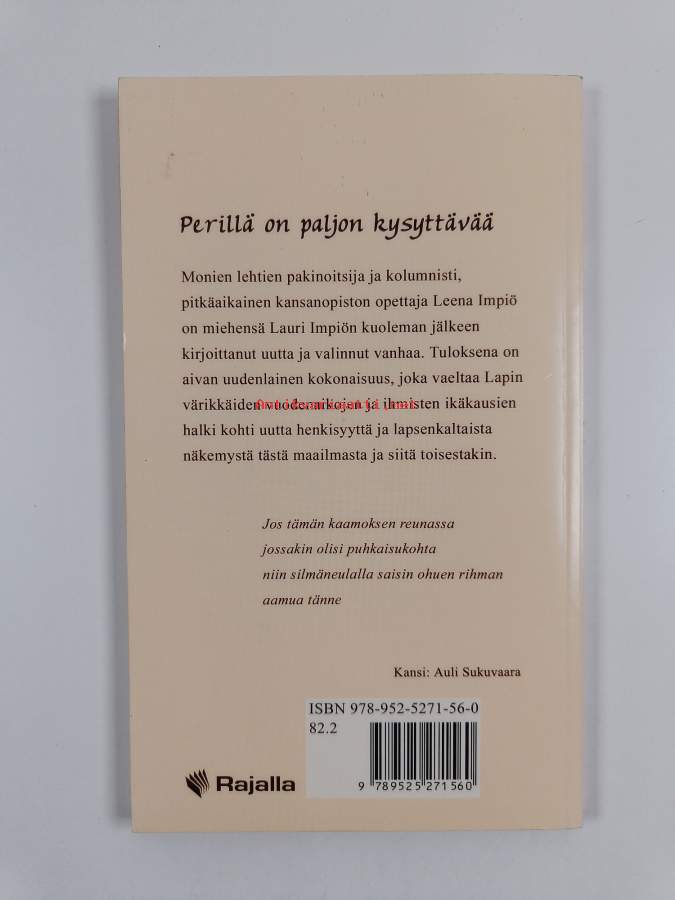 Perillä on paljon kysyttävää
Monien lehtien pakinoitsija ja kolumnisti,
pitkäaikainen kansanopiston opettaja Leena Impiö
on miehensä Lauri Impiön kuoleman jälkeen
kirjoittanut uutta ja valinnut vanhaa. Tuloksena on
aivan uudenlainen kokonaisuus, joka vaeltaa Lapin
värikkäiden vuodenaikojen ja ihmisten ikäkausien
Antikvariaatti.net
halki kohti uutta henkisyyttä ja lapsenkaltaista
näkemystä tästä maailmasta ja siitä toisestakin.
Jos tämän kaamoksen reunassa
jossakin olisi puhkaisukohta
niin silmäneulalla saisin ohuen rihman
aamua tänne
Kansi: Auli Sukuvaara
ISBN 978-952-5271-56-0
82.2
9 789525 271560
Rajalla